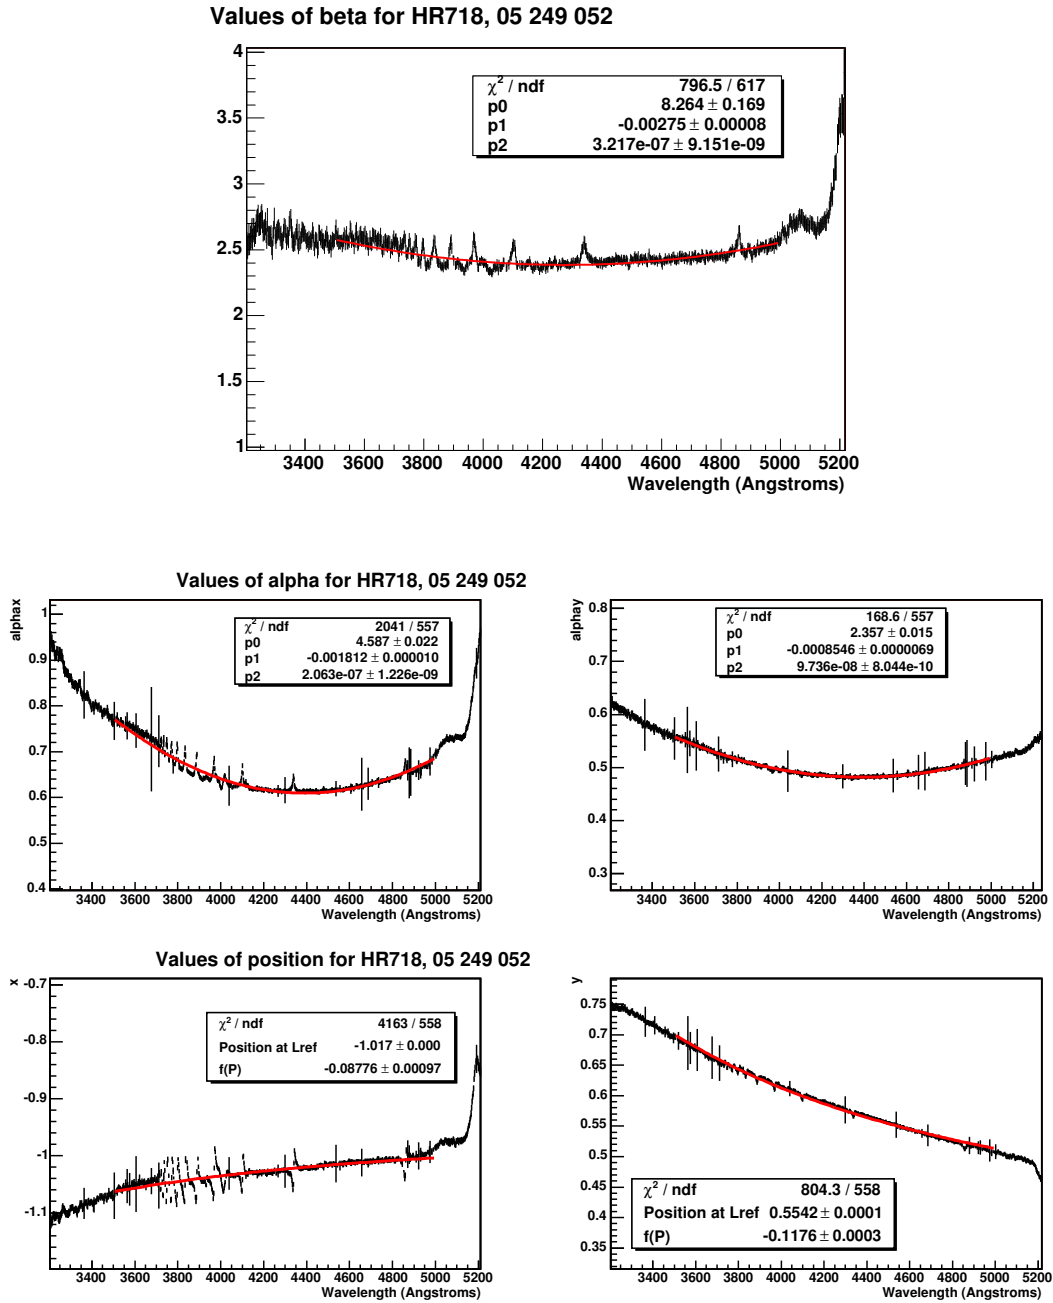 Values of beta for HR718, 05 249 052
4
3.5
3
2.5
2
1.5
1
χ² / ndf 796.5 / 617
p0 8.264 ± 0.169
p1 -0.00275 ± 0.00008
p2 3.217e-07 ± 9.151e-09
3400 3600 3800 4000 4200 4400 4600 4800 5000 5200
Wavelength (Angstroms)
Values of alpha for HR718, 05 249 052
alphax
1
0.9
0.8
0.7
0.6
0.5
0.4
χ² / ndf 2041 / 557
p0 4.587 ± 0.022
p1 -0.001812 ± 0.000010
p2 2.063e-07 ± 1.226e-09
3400 3600 3800 4000 4200 4400 4600 4800 5000 5200
Wavelength (Angstroms)
alphay
0.8
0.7
0.6
0.5
0.4
0.3
χ² / ndf 168.6 / 557
p0 2.357 ± 0.015
p1 -0.0008546 ± 0.0000069
p2 9.736e-08 ± 8.044e-10
3400 3600 3800 4000 4200 4400 4600 4800 5000 5200
Wavelength (Angstroms)
Values of position for HR718, 05 249 052
x
-0.7
-0.8
-0.9
-1
-1.1
χ² / ndf 4163 / 558
Position at Lref -1.017 ± 0.000
f(P) -0.08776 ± 0.00097
3400 3600 3800 4000 4200 4400 4600 4800 5000 5200
Wavelength (Angstroms)
y
0.75
0.7
0.65
0.6
0.55
0.5
0.45
0.4
0.35
χ² / ndf 804.3 / 558
Position at Lref 0.5542 ± 0.0001
f(P) -0.1176 ± 0.0003
3400 3600 3800 4000 4200 4400 4600 4800 5000 5200
Wavelength (Angstroms)